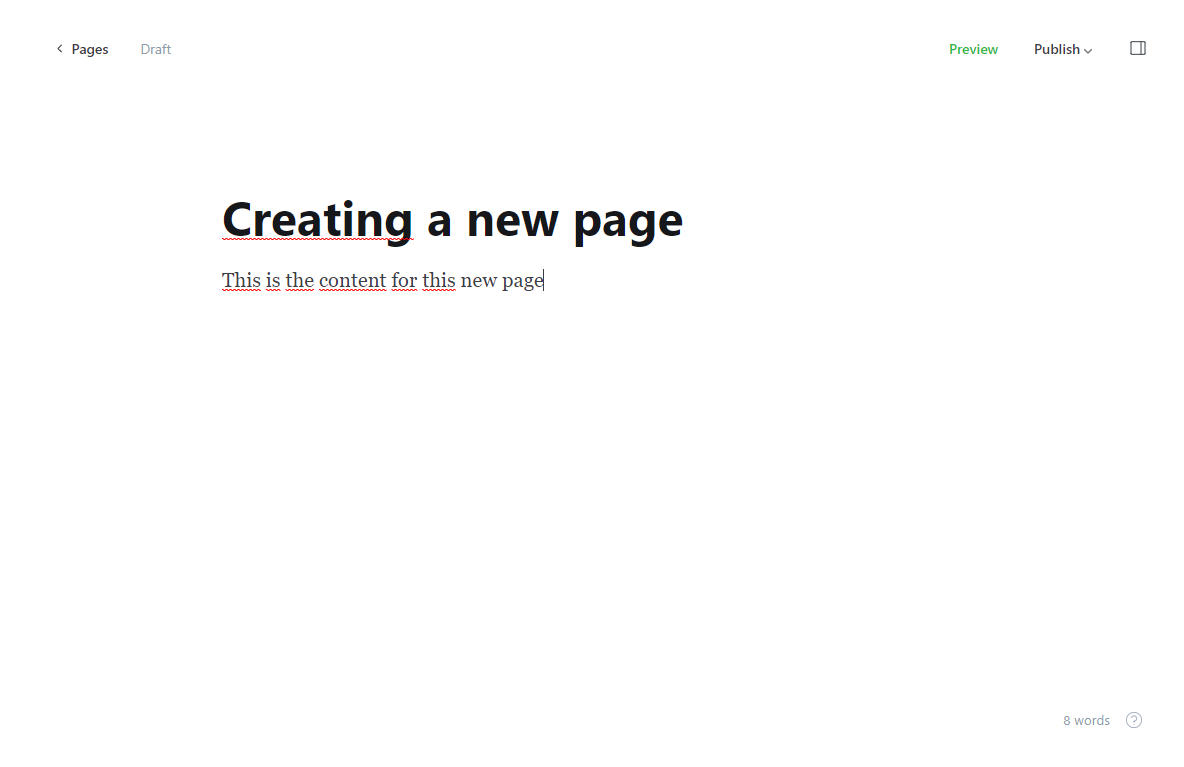 Pages Draft Preview Publish
Creating a new page
This is the content for this new page
8 words